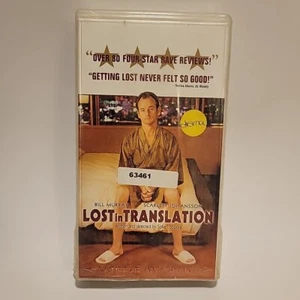 "OVER 80 FOUR STAR RAVE REVIEWS!"
"GETTING LOST NEVER FELT SO GOOD!"
63461
BILL MURRAY SCARLETT JOHANSSON
LOST IN TRANSLATION